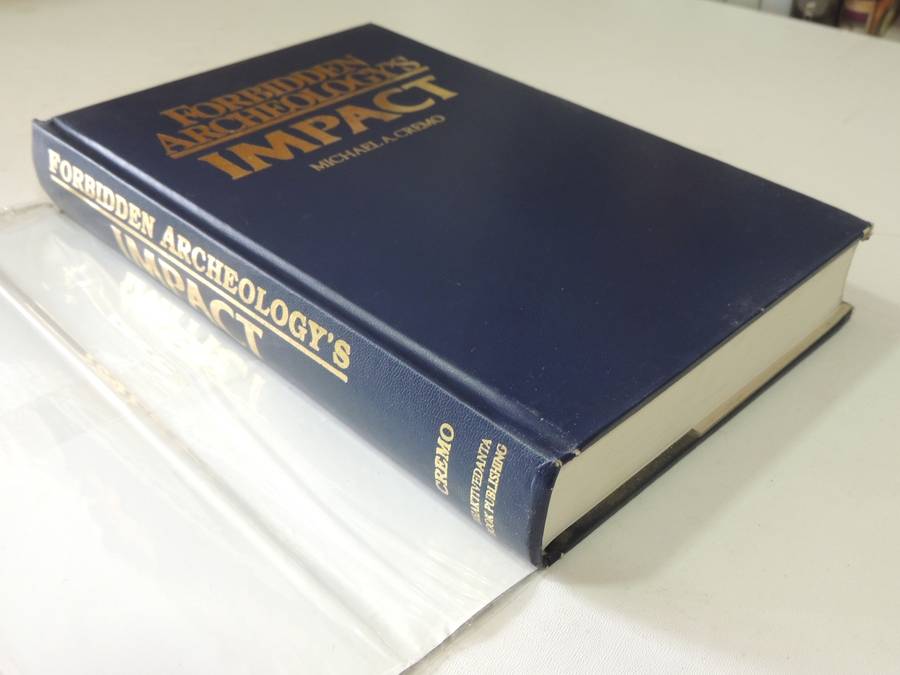 FORBIDDEN
ARCHEOLOGY'S
IMPACT
MICHAEL A. CREMO
FORBIDDEN ARCHEOLOGY'S
IMPACT
CREMO
BHAKTIVEDANTA
BOOK PUBLISHING